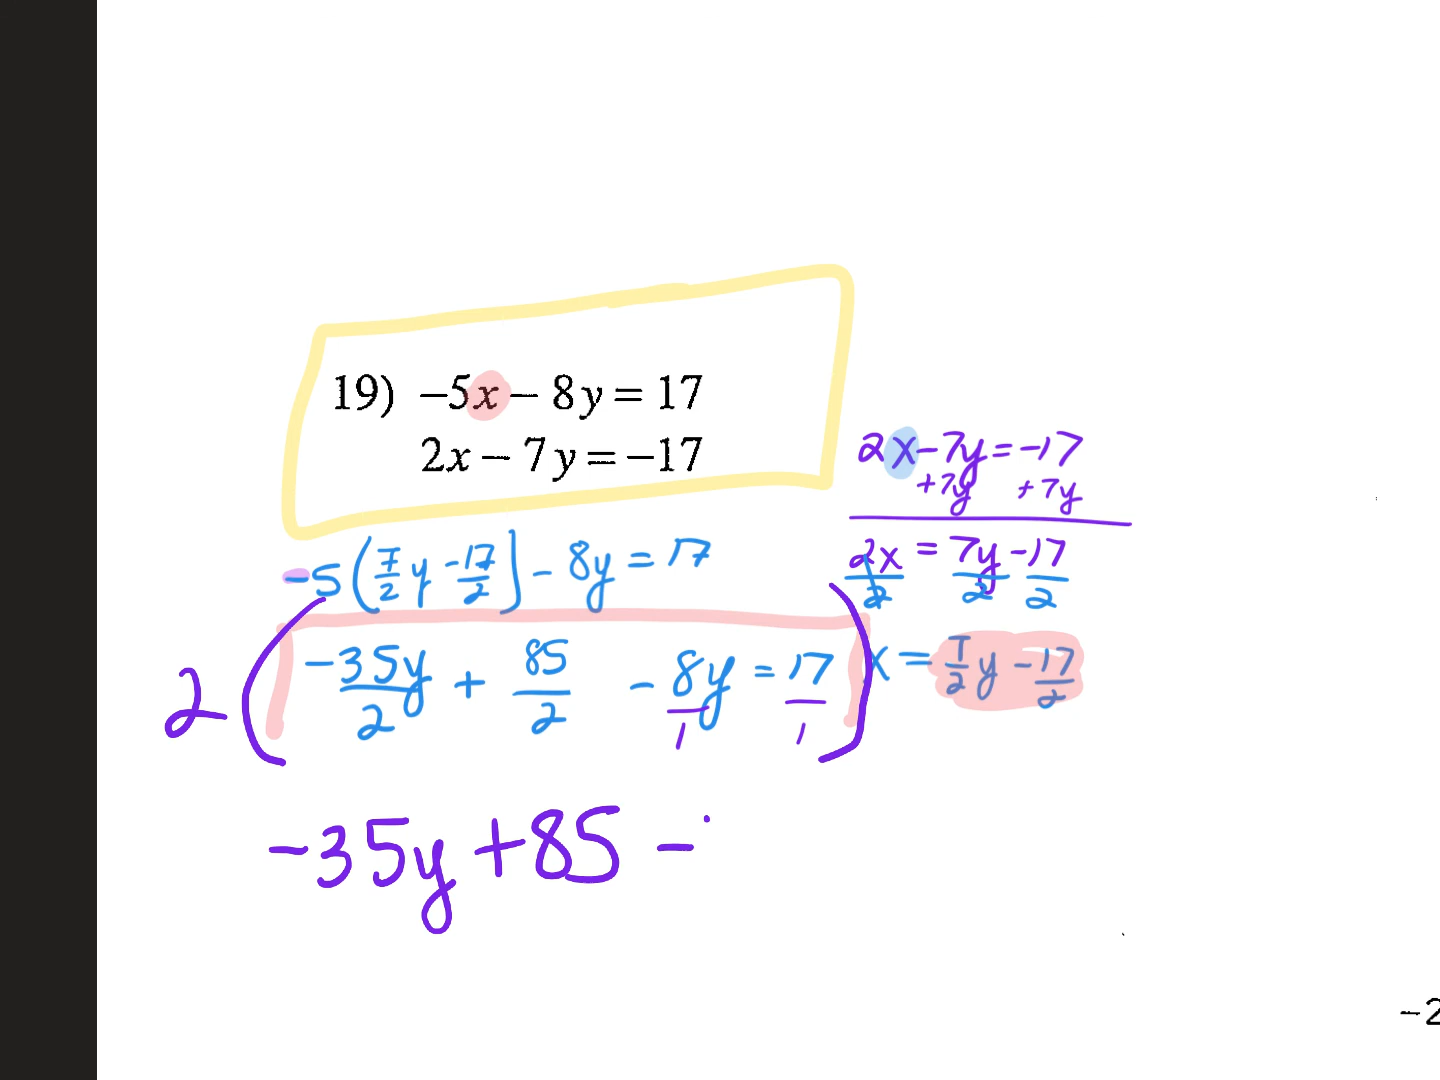 19) −5x − 8y = 17
2x − 7y = −17
2x − 7y = −17
+7y +7y
2x = 7y − 17
2 2 2
x = 7/2 y − 17/2
−5(7/2 y − 17/2) − 8y = 17
2(−35y/2 + 85/2 − 8y/1 = 17/1)
−35y + 85 −
−2